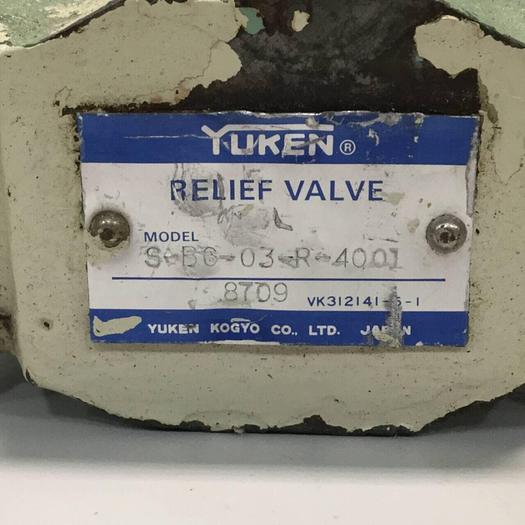 YUKEN ®
RELIEF VALVE
MODEL
S-BG-03-R-4001
8709 VK312141-5-1
YUKEN KOGYO CO., LTD. JAPAN